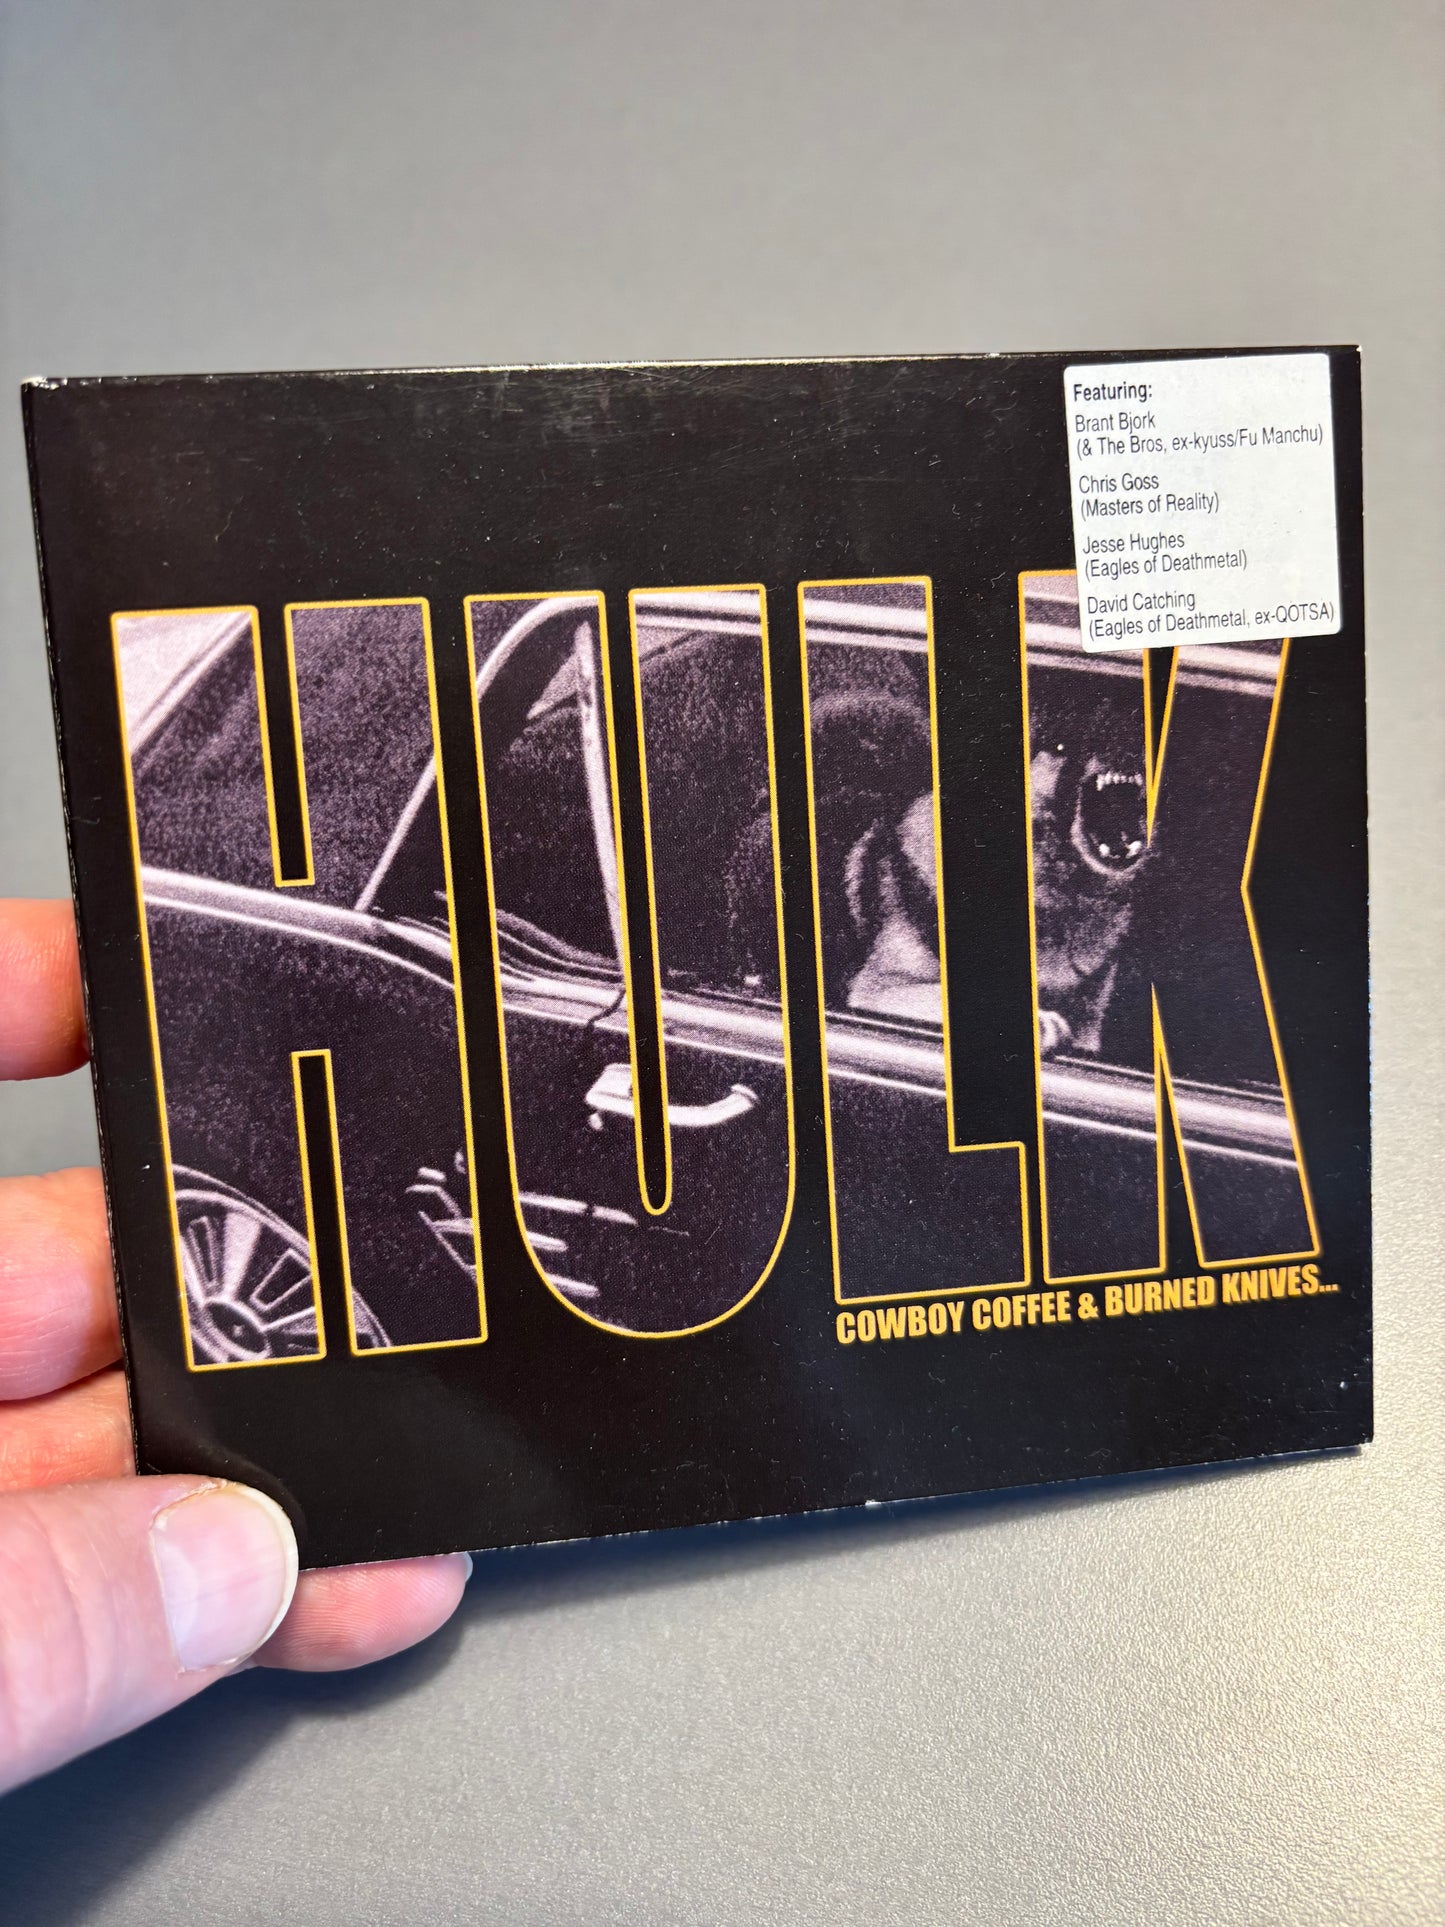 Featuring:
Brant Bjork
(& The Bros, ex-kyuss/Fu Manchu)
Chris Goss
(Masters of Reality)
Jesse Hughes
(Eagles of Deathmetal)
David Catching
(Eagles of Deathmetal, ex-QOTSA)
HULK
COWBOY COFFEE & BURNED KNIVES...